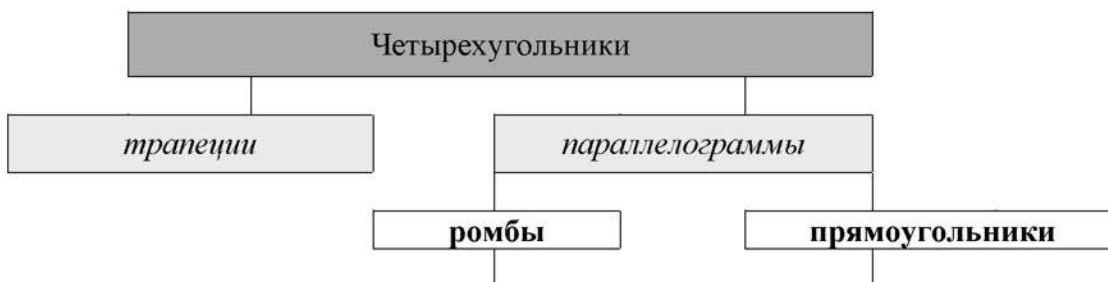 Четырехугольники
трапеции
параллелограммы
ромбы
прямоугольники